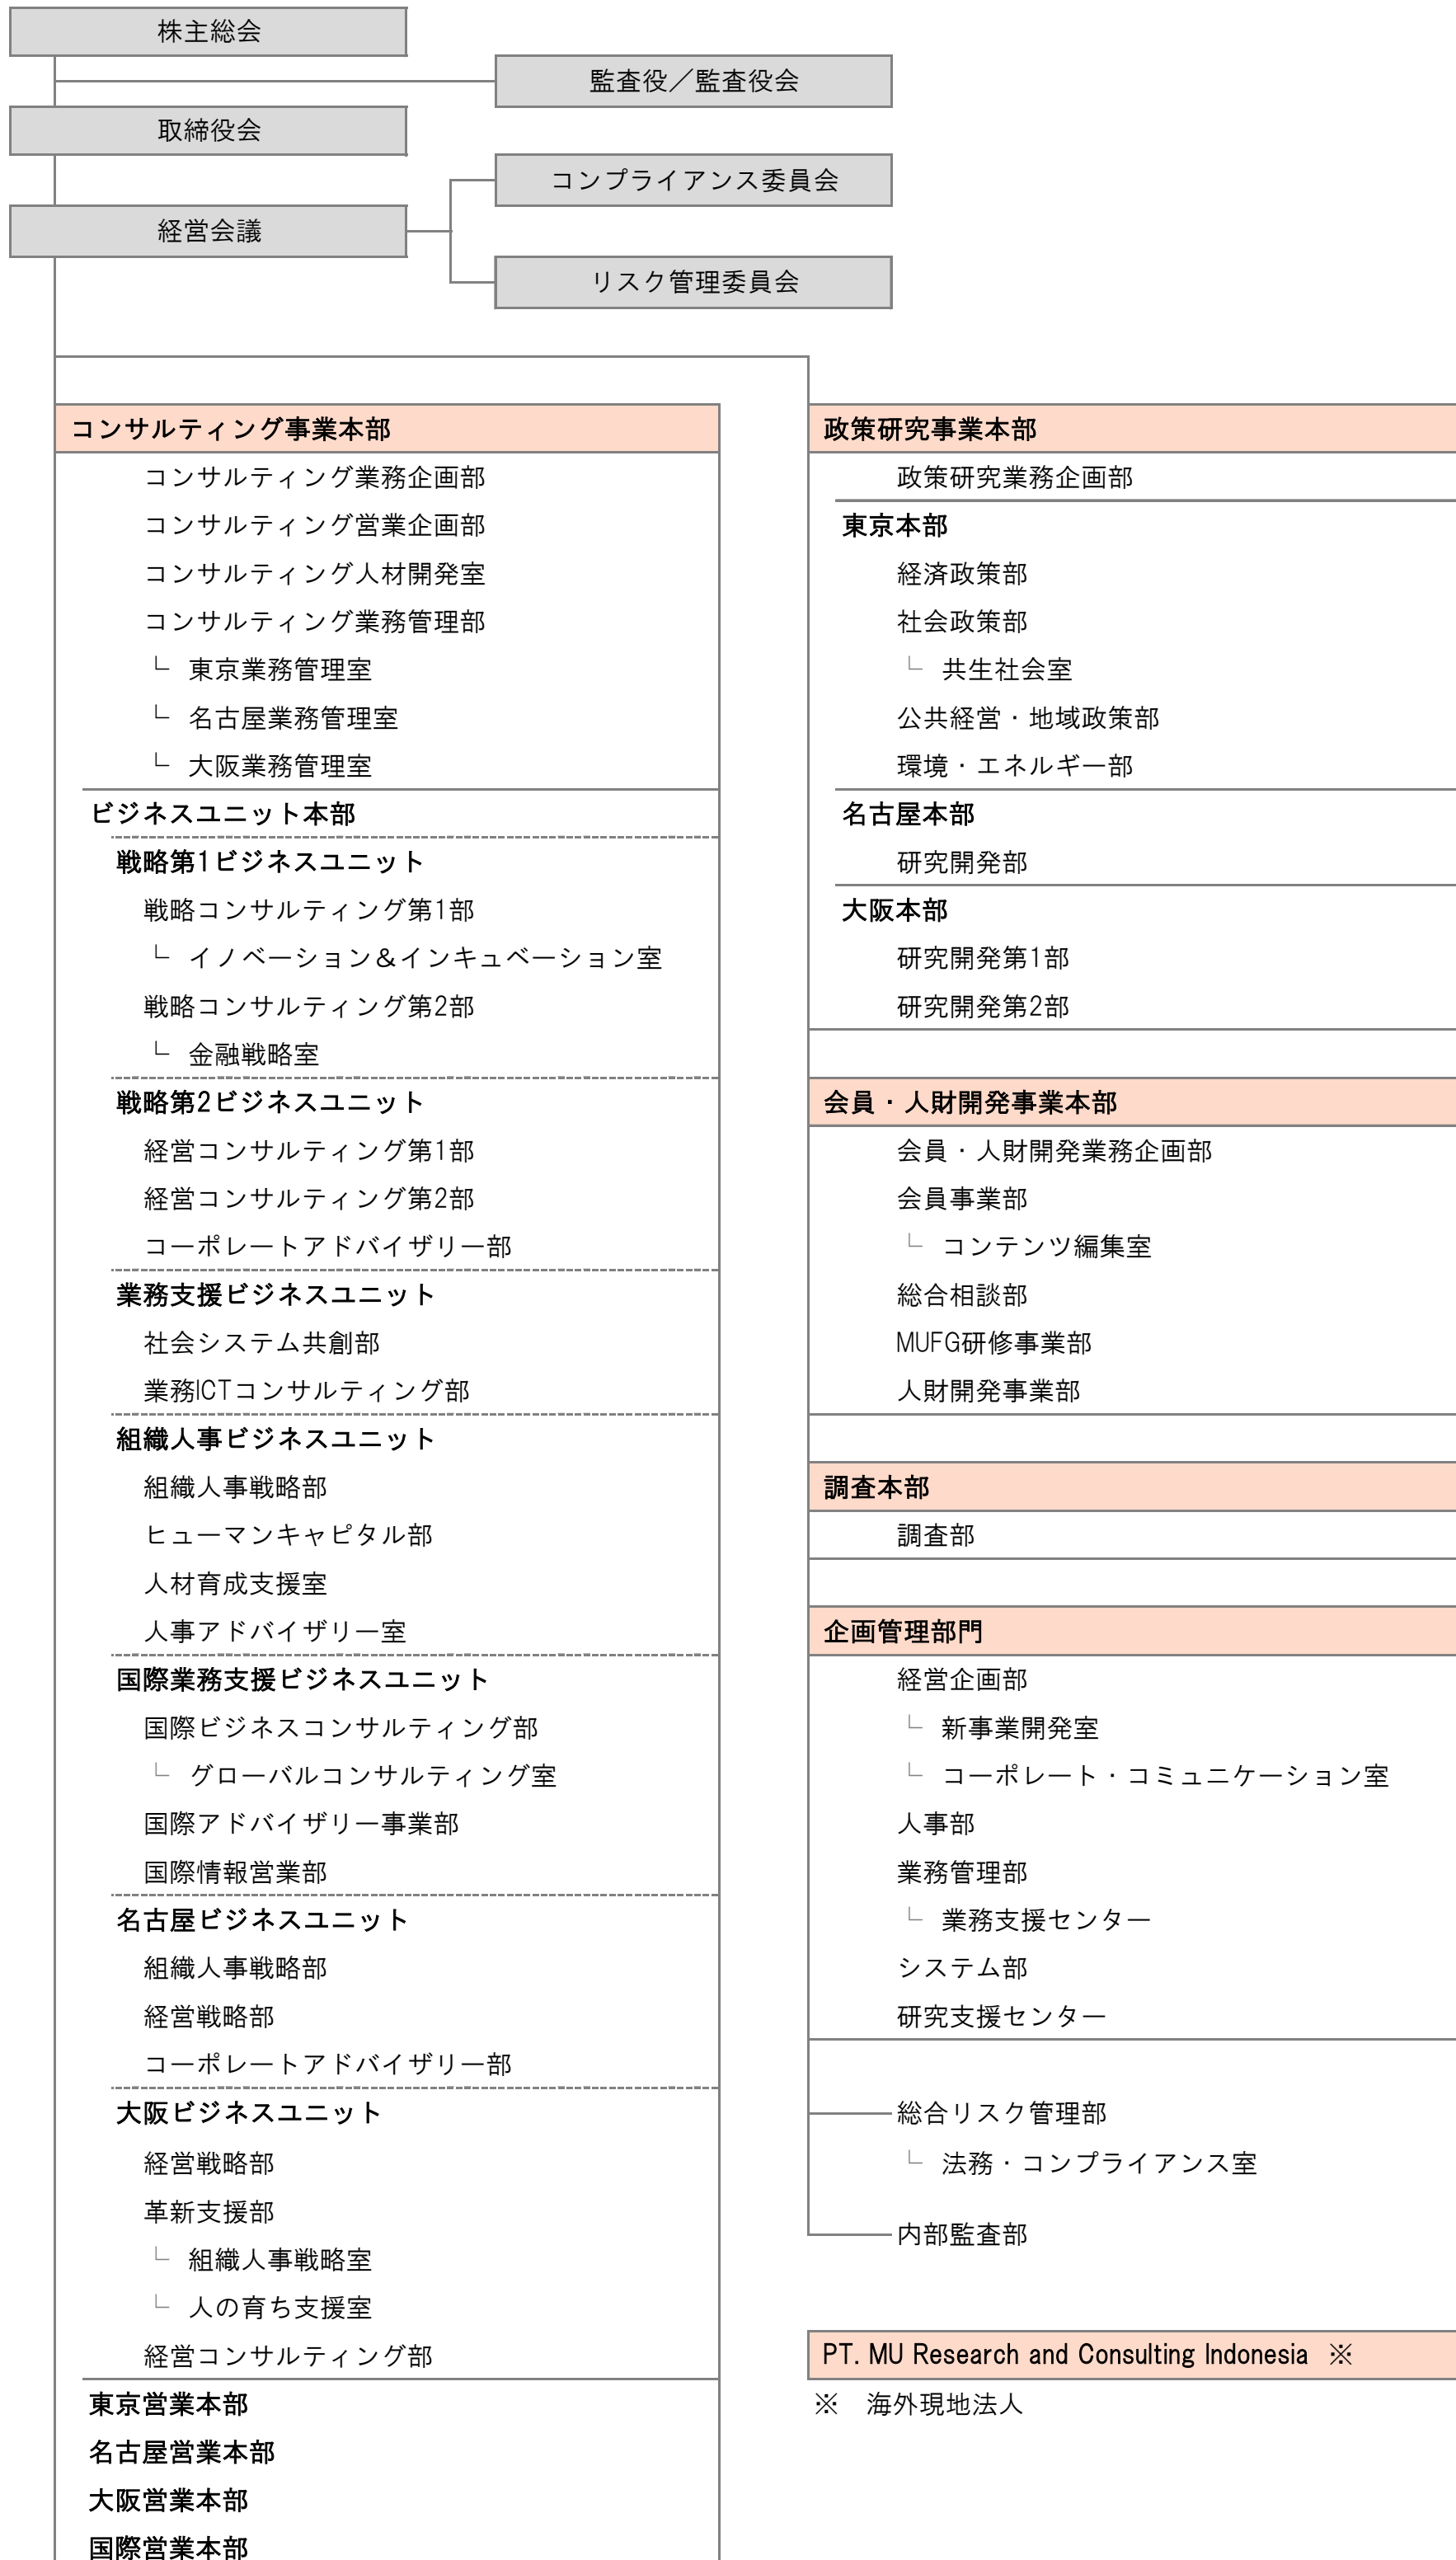 株主総会
監査役／監査役会
取締役会
コンプライアンス委員会
経営会議
リスク管理委員会
コンサルティング事業本部
コンサルティング業務企画部
コンサルティング営業企画部
コンサルティング人材開発室
コンサルティング業務管理部
└ 東京業務管理室
└ 名古屋業務管理室
└ 大阪業務管理室
ビジネスユニット本部
戦略第1ビジネスユニット
戦略コンサルティング第1部
└ イノベーション＆インキュベーション室
戦略コンサルティング第2部
└ 金融戦略室
戦略第2ビジネスユニット
経営コンサルティング第1部
経営コンサルティング第2部
コーポレートアドバイザリー部
業務支援ビジネスユニット
社会システム共創部
業務ICTコンサルティング部
組織人事ビジネスユニット
組織人事戦略部
ヒューマンキャピタル部
人材育成支援室
人事アドバイザリー室
国際業務支援ビジネスユニット
国際ビジネスコンサルティング部
└ グローバルコンサルティング室
国際アドバイザリー事業部
国際情報営業部
名古屋ビジネスユニット
組織人事戦略部
経営戦略部
コーポレートアドバイザリー部
大阪ビジネスユニット
経営戦略部
革新支援部
└ 組織人事戦略室
└ 人の育ち支援室
経営コンサルティング部
東京営業本部
名古屋営業本部
大阪営業本部
国際営業本部
政策研究事業本部
政策研究業務企画部
東京本部
経済政策部
社会政策部
└ 共生社会室
公共経営・地域政策部
環境・エネルギー部
名古屋本部
研究開発部
大阪本部
研究開発第1部
研究開発第2部
会員・人財開発事業本部
会員・人財開発業務企画部
会員事業部
└ コンテンツ編集室
総合相談部
MUFG研修事業部
人財開発事業部
調査本部
調査部
企画管理部門
経営企画部
└ 新事業開発室
└ コーポレート・コミュニケーション室
人事部
業務管理部
└ 業務支援センター
システム部
研究支援センター
総合リスク管理部
└ 法務・コンプライアンス室
内部監査部
PT. MU Research and Consulting Indonesia ※
※ 海外現地法人